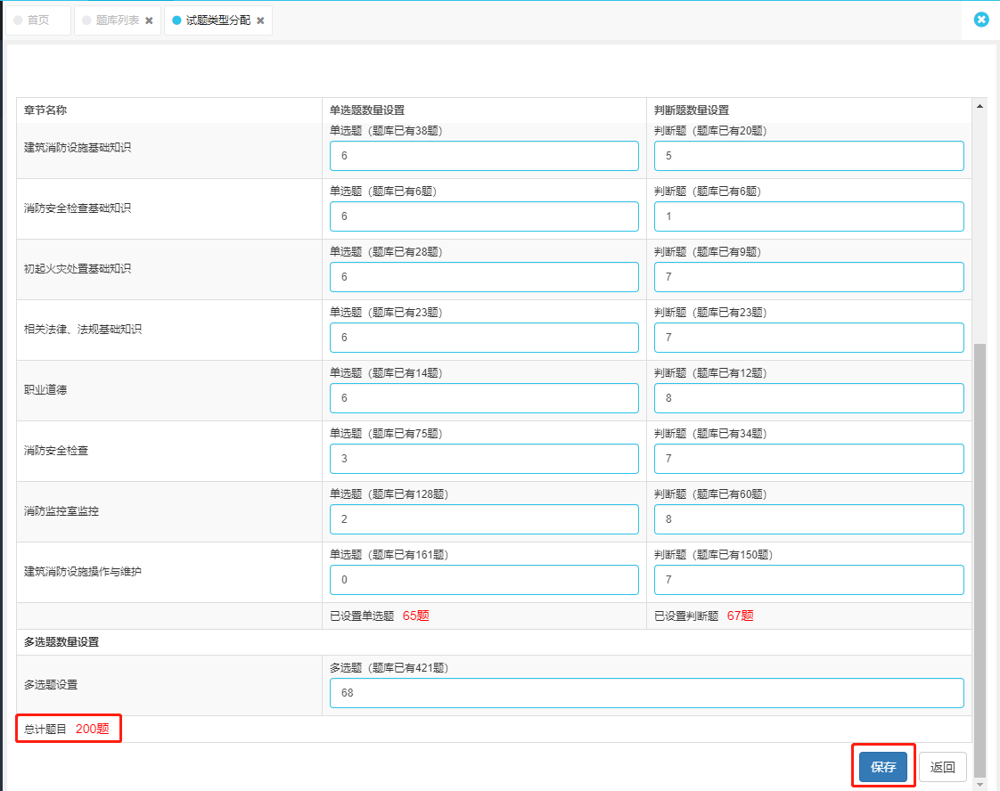 首页 题库列表 试题类型分配
章节名称 单选题数量设置 判断题数量设置
建筑消防设施基础知识 单选题（题库已有38题） 判断题（题库已有20题）
6 5
消防安全检查基础知识 单选题（题库已有6题） 判断题（题库已有6题）
6 1
初起火灾处置基础知识 单选题（题库已有28题） 判断题（题库已有9题）
6 7
相关法律、法规基础知识 单选题（题库已有23题） 判断题（题库已有23题）
6 7
职业道德 单选题（题库已有14题） 判断题（题库已有12题）
6 8
消防安全检查 单选题（题库已有75题） 判断题（题库已有34题）
3 7
消防监控室监控 单选题（题库已有128题） 判断题（题库已有60题）
2 8
建筑消防设施操作与维护 单选题（题库已有161题） 判断题（题库已有150题）
0 7
已设置单选题 65题 已设置判断题 67题
多选题数量设置
多选题设置 多选题（题库已有421题）
68
总计题目 200题
保存 返回